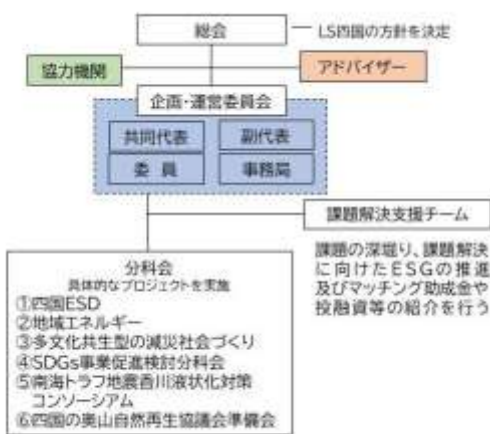 総会
LS四国の方針を決定
協力機関
アドバイザー
企画・運営委員会
共同代表
副代表
委 員
事務局
課題解決支援チーム
課題の深堀り、課題解決
に向けたESGの推進
及びマッチング助成金や
投融資等の紹介を行う
分科会
具体的なプロジェクトを実施
①四国ESD
②地域エネルギー
③多文化共生型の減災社会づくり
④SDGs事業促進検討分科会
⑤南海トラフ地震香川液状化対策
コンソーシアム
⑥四国の奥山自然再生協議会準備会